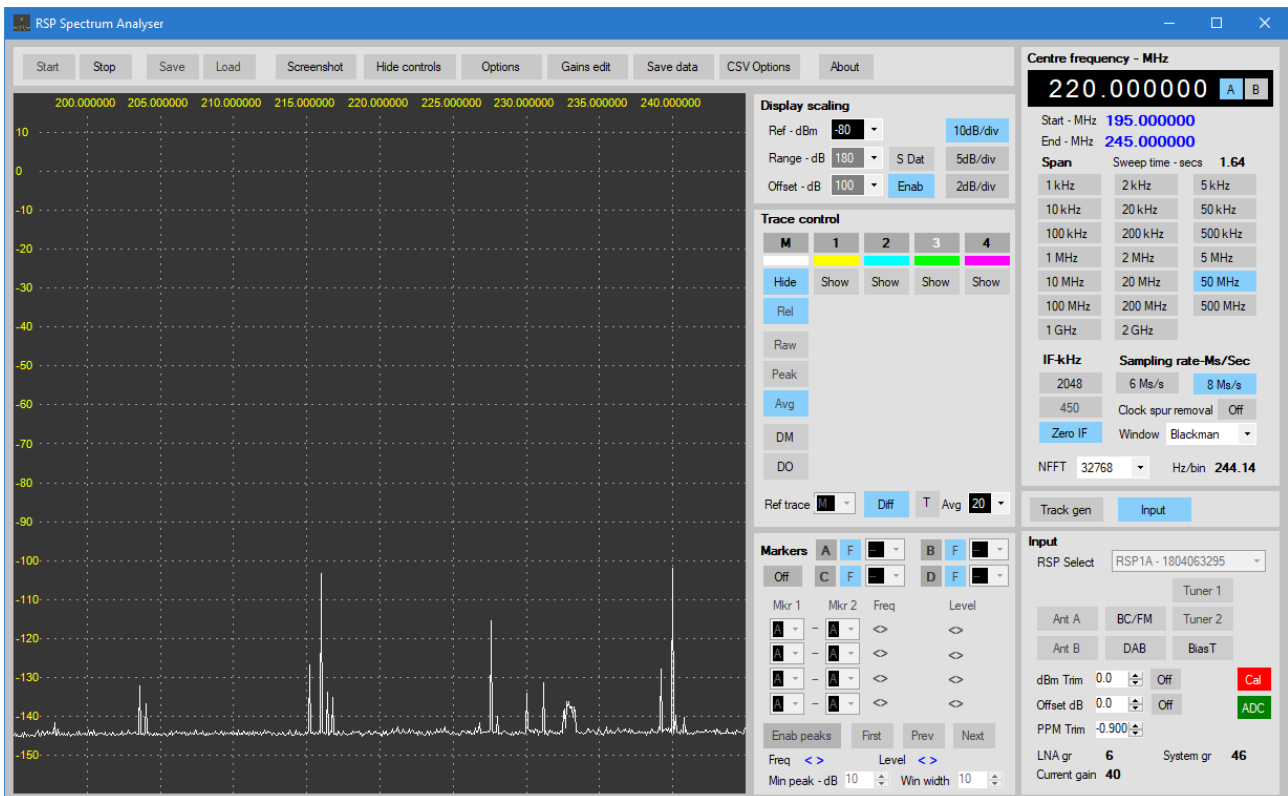 RSP Spectrum Analyser
Start Stop Save Load Screenshot Hide controls Options Gains edit Save data CSV Options About
200.000000 205.000000 210.000000 215.000000 220.000000 225.000000 230.000000 235.000000 240.000000
10
0
-10
-20
-30
-40
-50
-60
-70
-80
-90
-100
-110
-120
-130
-140
-150
Display scaling
Ref - dBm -80 10dB/div
Range - dB 180 S Dat 5dB/div
Offset - dB 100 Enab 2dB/div
Trace control
M 1 2 3 4
Hide Show Show Show Show
Rel
Raw
Peak
Avg
DM
DO
Ref trace M Diff T Avg 20
Markers A F -- B F --
Off C F -- D F --
Mkr 1 Mkr 2 Freq Level
A - A <> <>
A - A <> <>
A - A <> <>
A - A <> <>
Enab peaks First Prev Next
Freq < > Level < >
Min peak - dB 10 Win width 10
Centre frequency - MHz
220.000000 A B
Start - MHz 195.000000
End - MHz 245.000000
Span Sweep time - secs 1.64
1 kHz 2 kHz 5 kHz
10 kHz 20 kHz 50 kHz
100 kHz 200 kHz 500 kHz
1 MHz 2 MHz 5 MHz
10 MHz 20 MHz 50 MHz
100 MHz 200 MHz 500 MHz
1 GHz 2 GHz
IF-kHz Sampling rate-Ms/Sec
2048 6 Ms/s 8 Ms/s
450 Clock spur removal Off
Zero IF Window Blackman
NFFT 32768 Hz/bin 244.14
Track gen Input
Input
RSP Select RSP1A - 1804063295
Tuner 1
Ant A BC/FM Tuner 2
Ant B DAB BiasT
dBm Trim 0.0 Off Cal
Offset dB 0.0 Off ADC
PPM Trim -0.900
LNA gr 6 System gr 46
Current gain 40